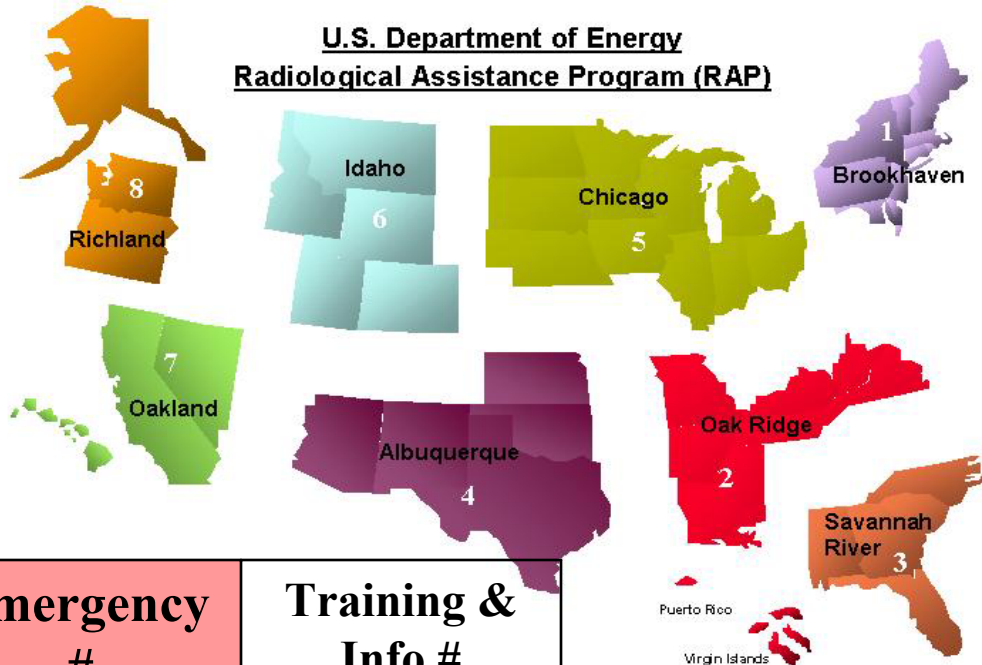 U.S. Department of Energy
Radiological Assistance Program (RAP)
1
Brookhaven
Idaho
6
Chicago
5
8
Richland
7
Oakland
Albuquerque
4
Oak Ridge
2
Savannah
River
3
Puerto Rico
Virgin Islands
mergency
#
Training &
Info #